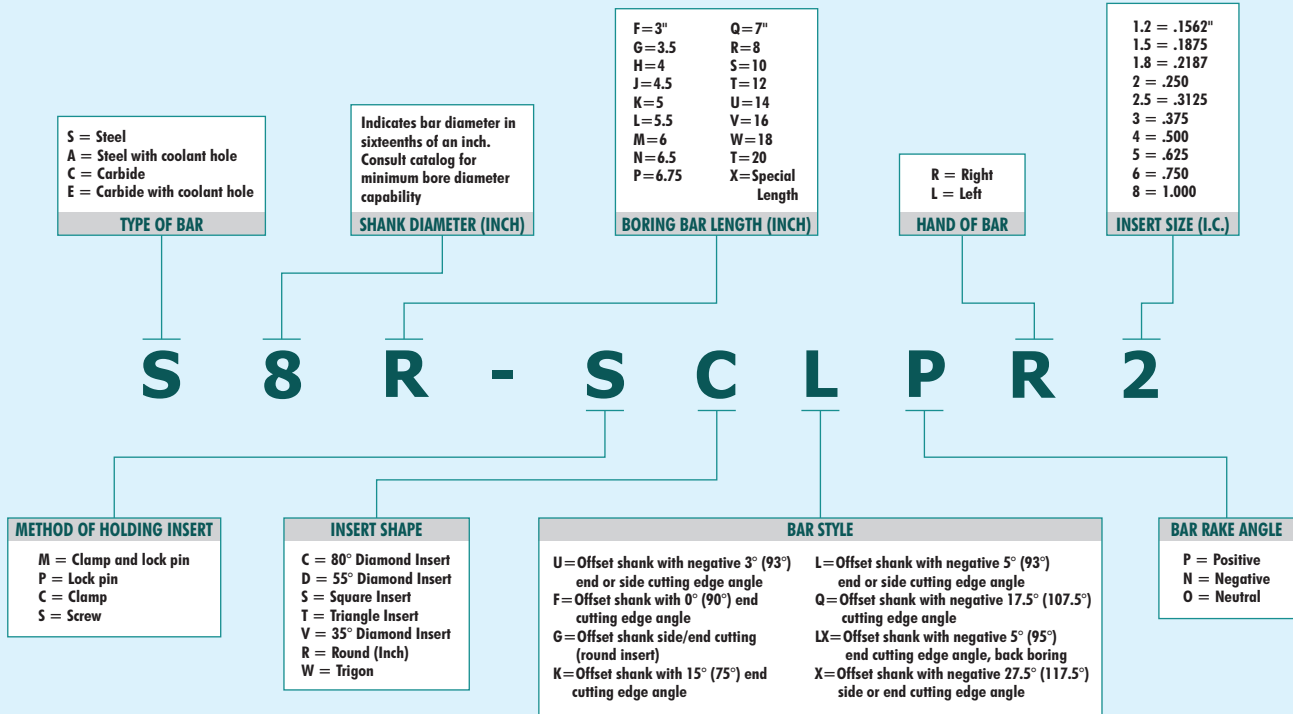 S = Steel
A = Steel with coolant hole
C = Carbide
E = Carbide with coolant hole
TYPE OF BAR
Indicates bar diameter in
sixteenths of an inch.
Consult catalog for
minimum bore diameter
capability
SHANK DIAMETER (INCH)
F=3" Q=7"
G=3.5 R=8
H=4 S=10
J=4.5 T=12
K=5 U=14
L=5.5 V=16
M=6 W=18
N=6.5 T=20
P=6.75 X=Special
Length
BORING BAR LENGTH (INCH)
R = Right
L = Left
HAND OF BAR
1.2 = .1562"
1.5 = .1875
1.8 = .2187
2 = .250
2.5 = .3125
3 = .375
4 = .500
5 = .625
6 = .750
8 = 1.000
INSERT SIZE (I.C.)
S 8 R - S C L P R 2
METHOD OF HOLDING INSERT
M = Clamp and lock pin
P = Lock pin
C = Clamp
S = Screw
INSERT SHAPE
C = 80° Diamond Insert
D = 55° Diamond Insert
S = Square Insert
T = Triangle Insert
V = 35° Diamond Insert
R = Round (Inch)
W = Trigon
BAR STYLE
U=Offset shank with negative 3° (93°)
end or side cutting edge angle
F=Offset shank with 0° (90°) end
cutting edge angle
G=Offset shank side/end cutting
(round insert)
K=Offset shank with 15° (75°) end
cutting edge angle
L=Offset shank with negative 5° (93°)
end or side cutting edge angle
Q=Offset shank with negative 17.5° (107.5°)
cutting edge angle
LX=Offset shank with negative 5° (95°)
end cutting edge angle, back boring
X=Offset shank with negative 27.5° (117.5°)
side or end cutting edge angle
BAR RAKE ANGLE
P = Positive
N = Negative
O = Neutral